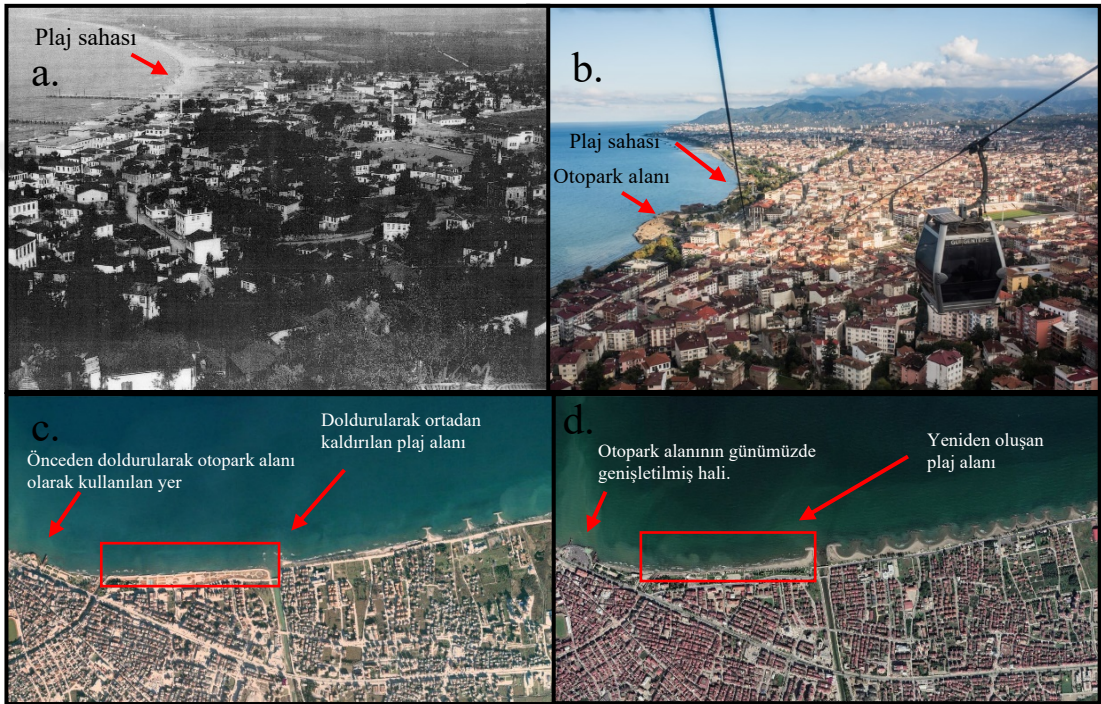 Plaj sahası
a.
b.
Plaj sahası
Otopark alanı
c.
Doldurularak ortadan
kaldırılan plaj alanı
Önceden doldurularak otopark alanı
olarak kullanılan yer
d.
Otopark alanının günümüzde
genişletilmiş hali.
Yeniden oluşan
plaj alanı